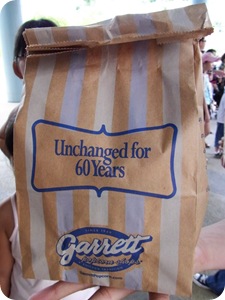 Unchanged for
60 Years
Garrett